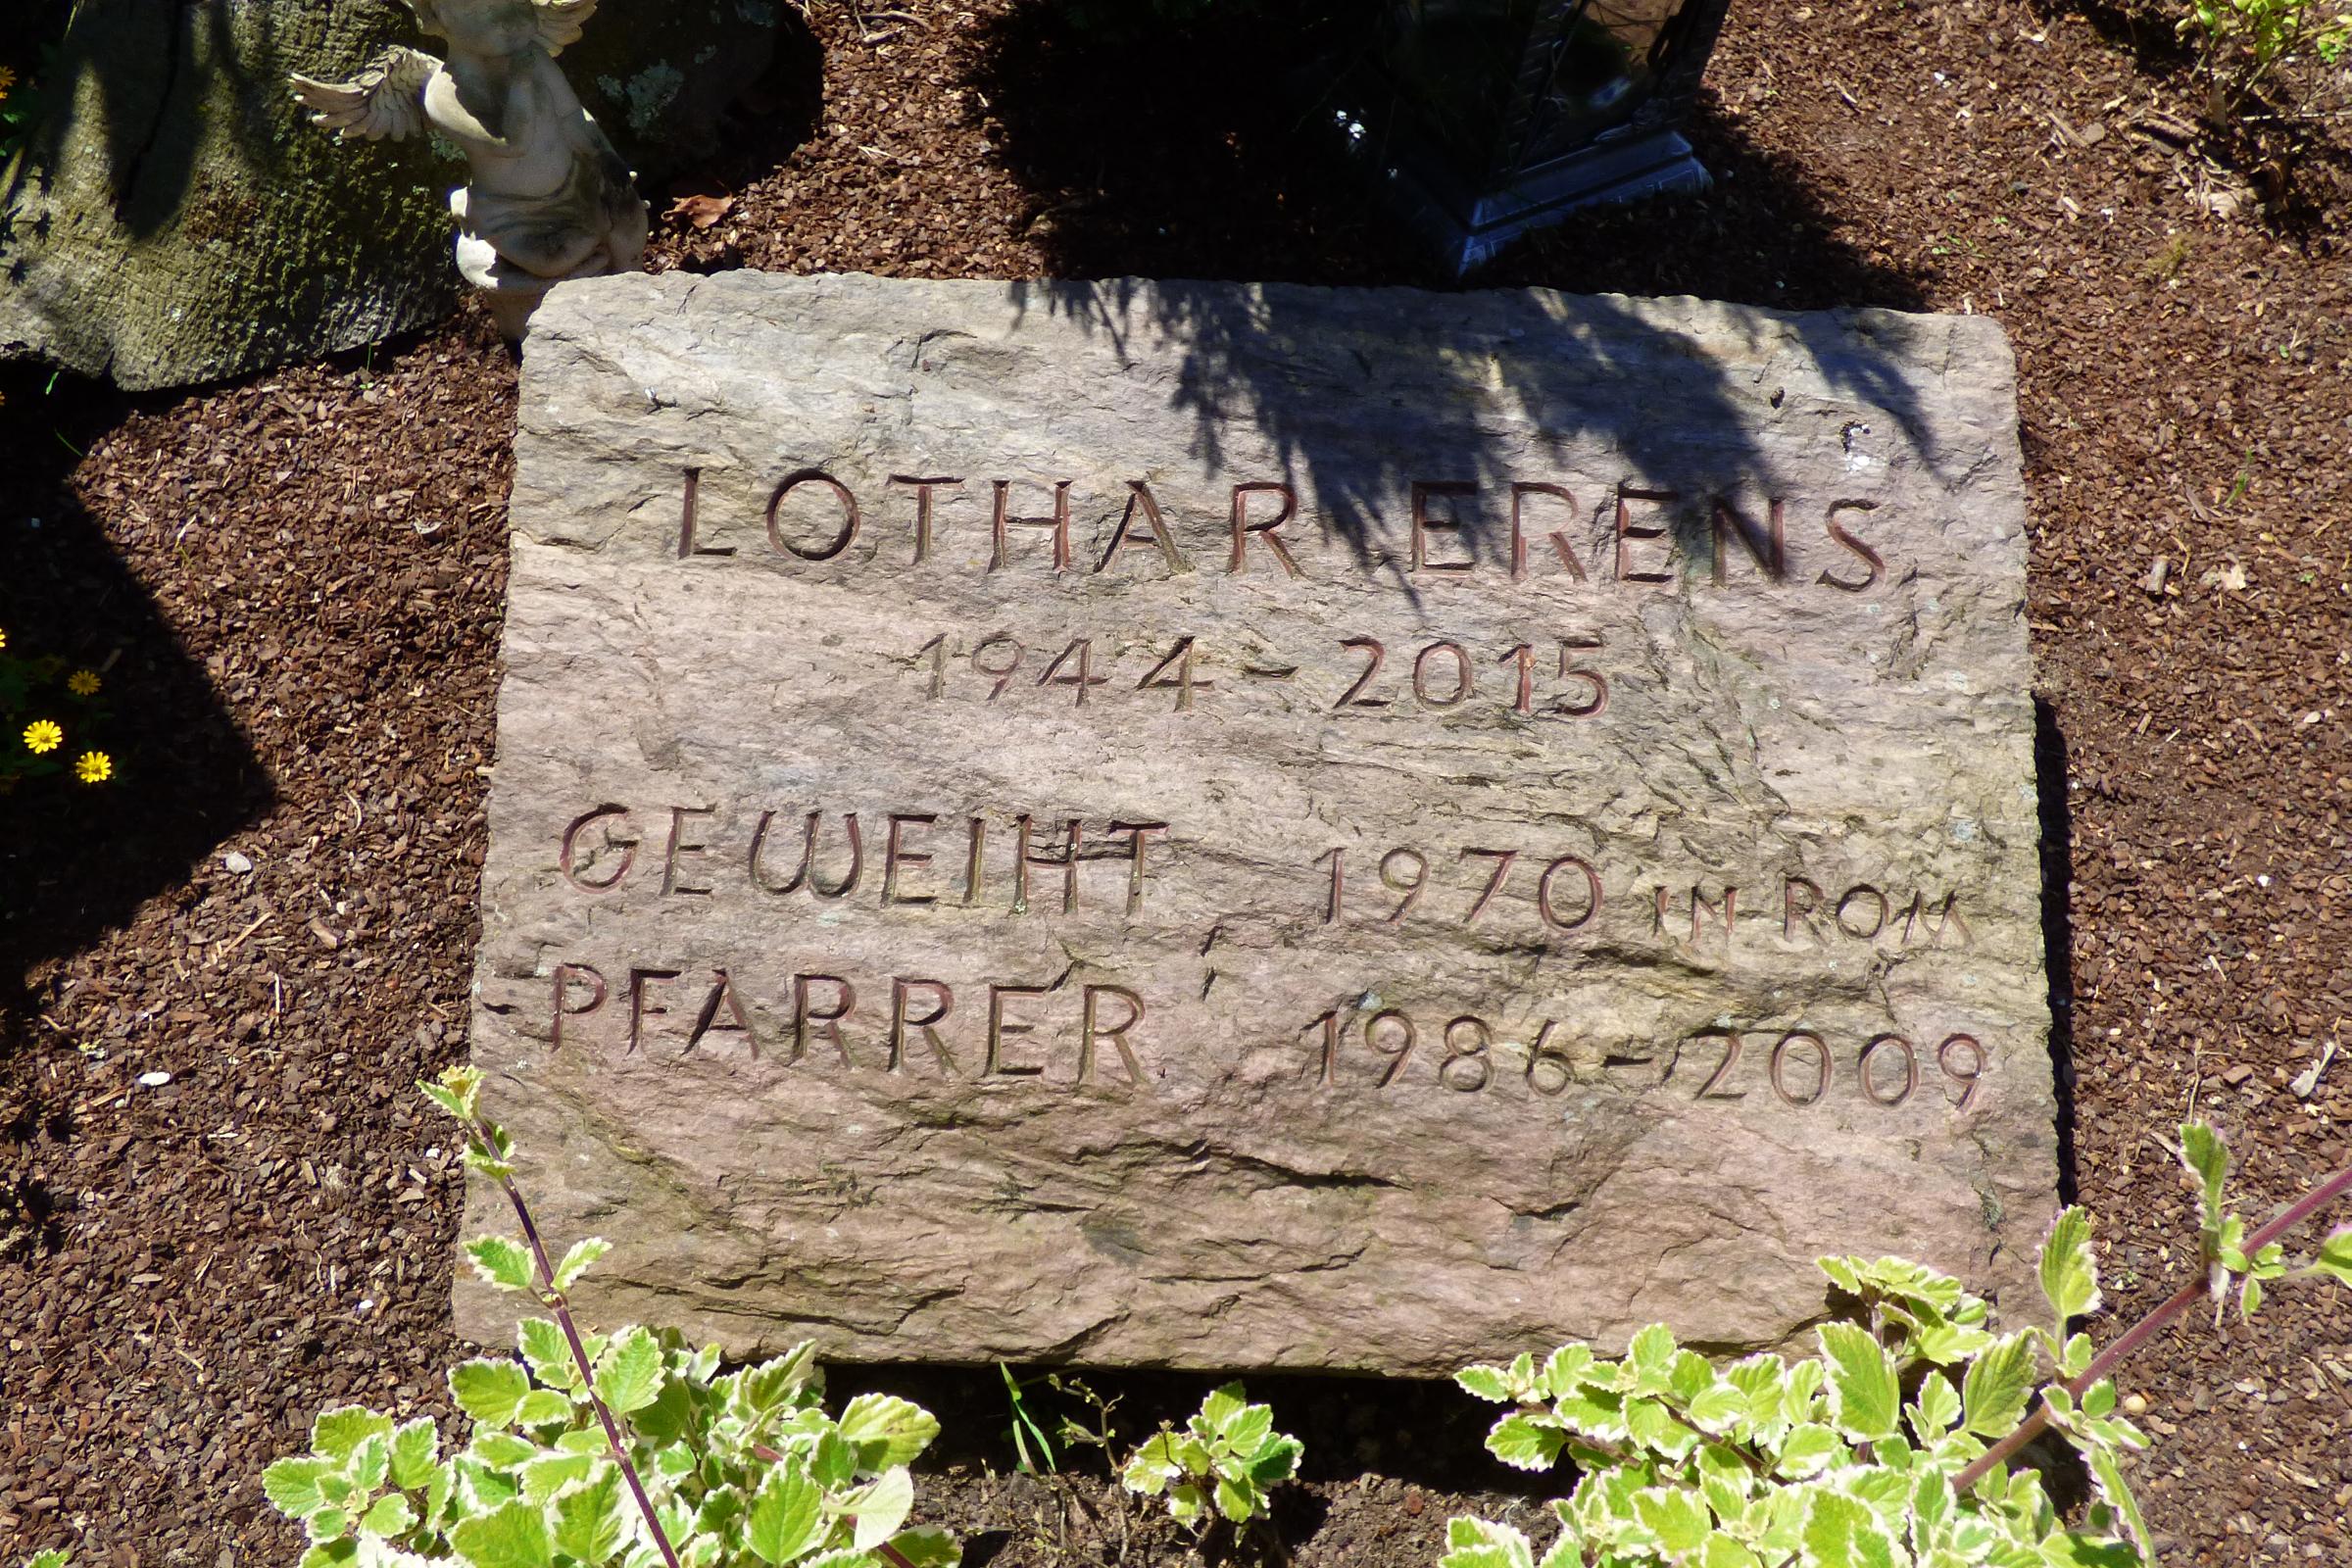 LOTHAR ERENS
1944 - 2015
GEWEIHT 1970 IN ROM
PFARRER 1986 - 2009